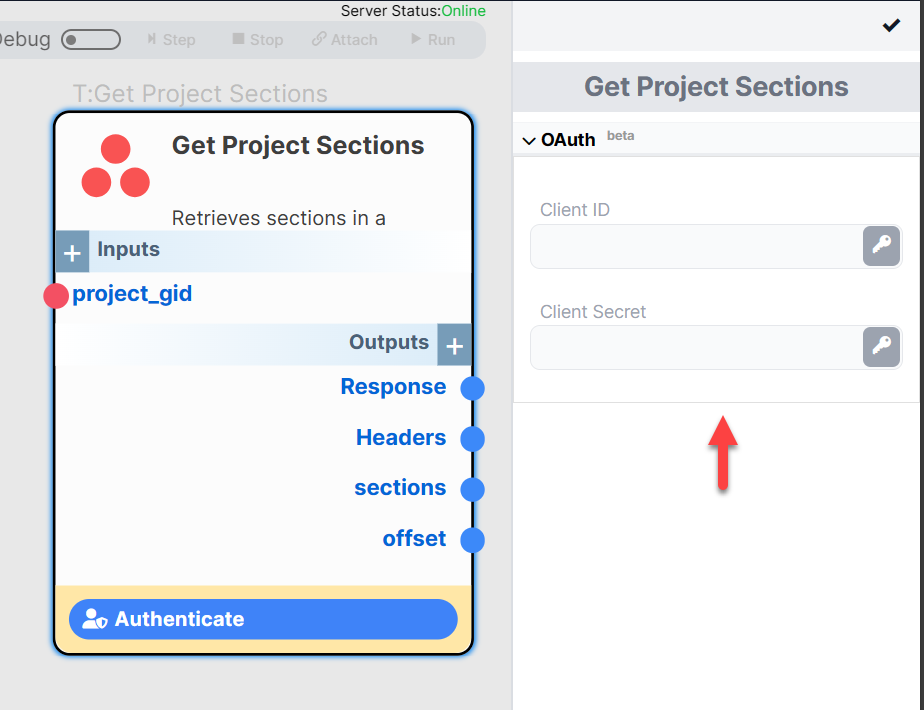 Server Status:Online
Debug
Step
Stop
Attach
Run
T:Get Project Sections
Get Project Sections
Retrieves sections in a
Inputs
project_gid
Outputs
Response
Headers
sections
offset
Authenticate
Get Project Sections
OAuth beta
Client ID
Client Secret